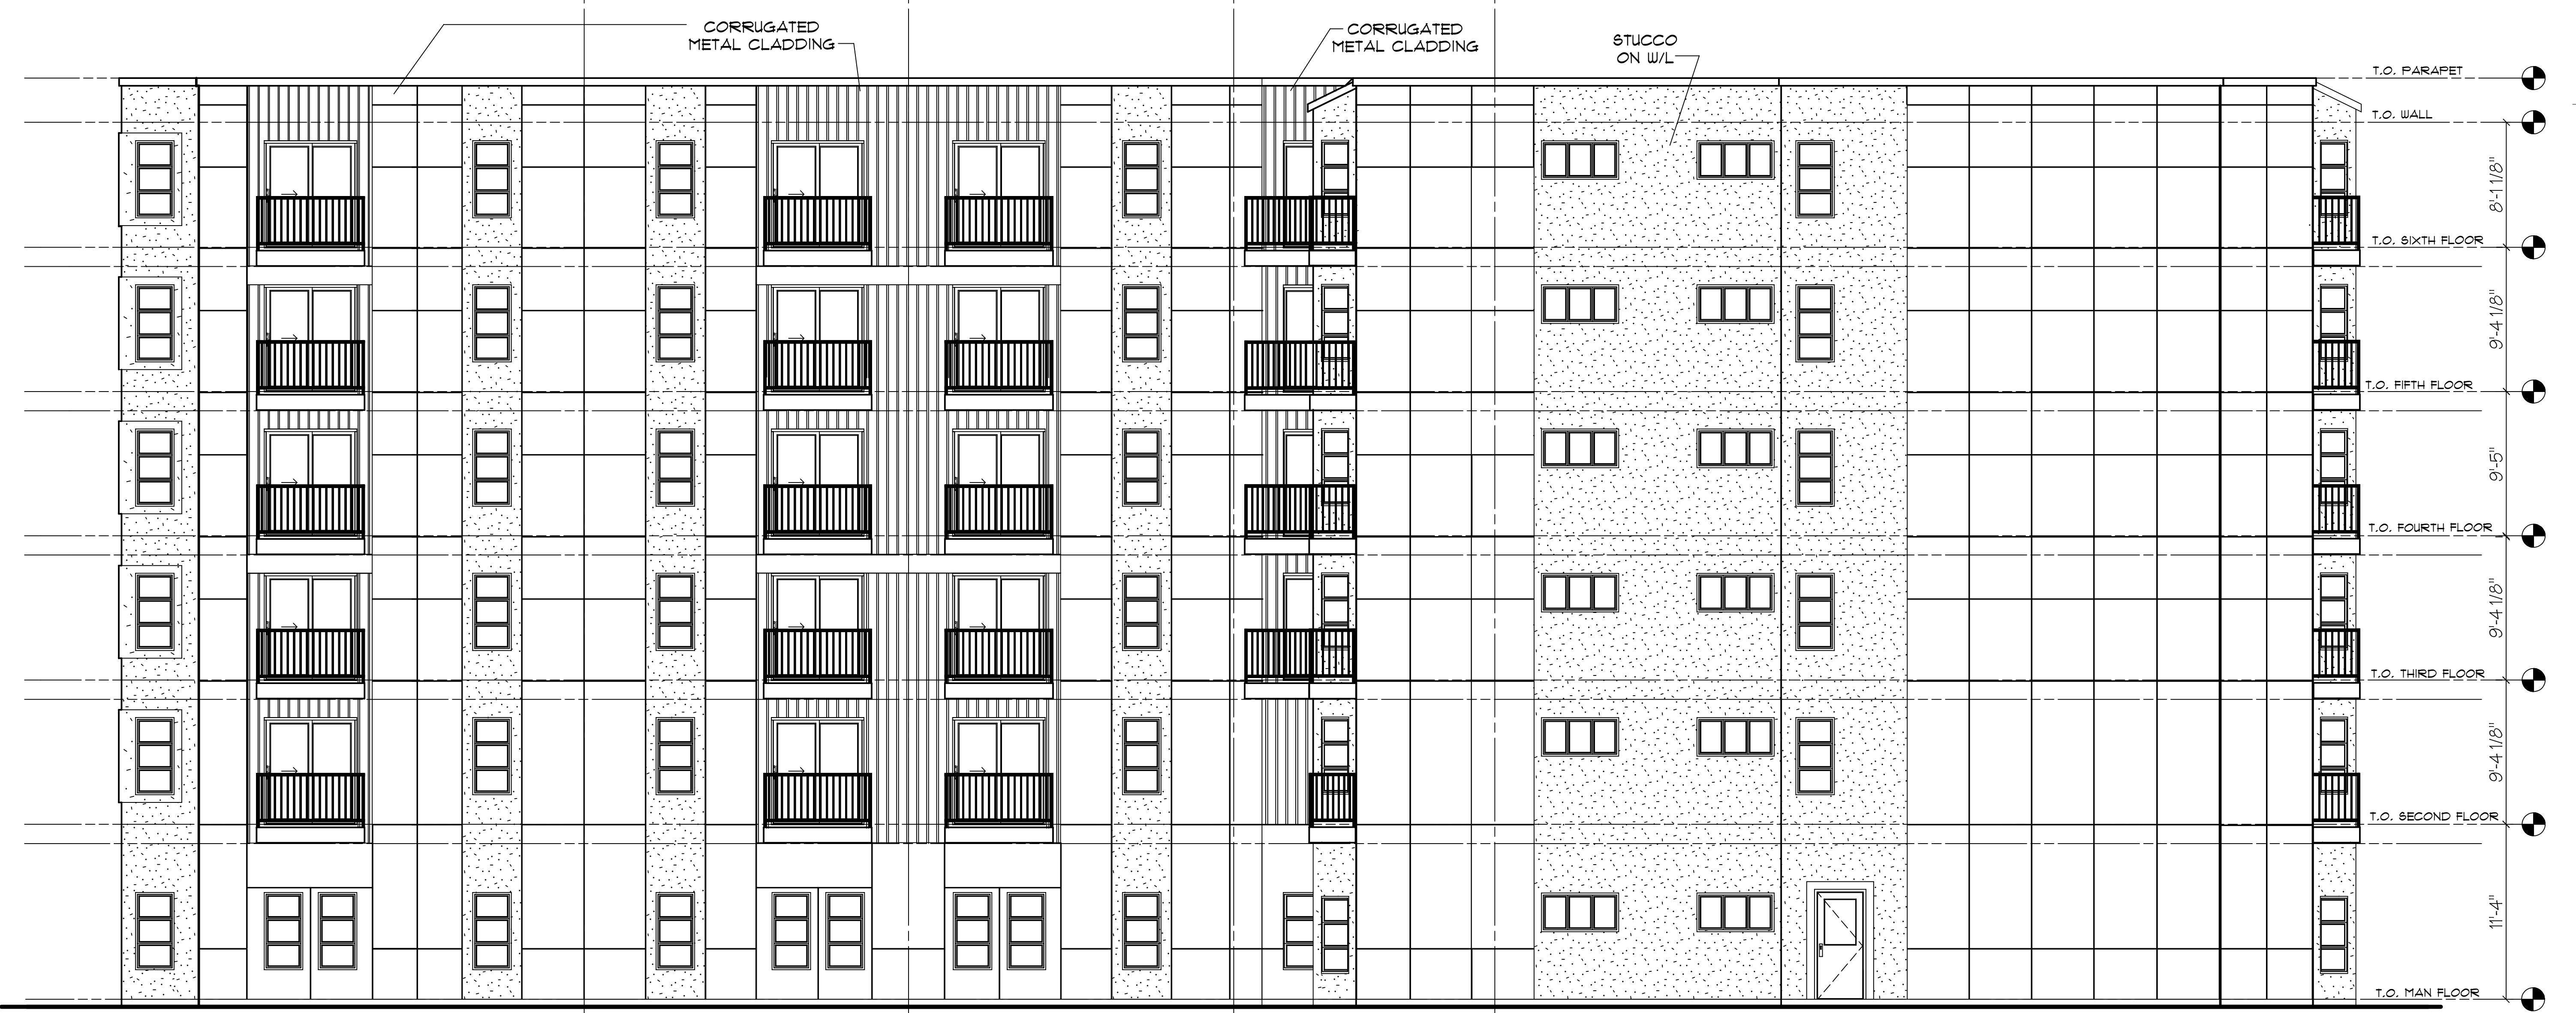 CORRUGATED
METAL CLADDING
CORRUGATED
METAL CLADDING
STUCCO
ON W/L
T.O. PARAPET
T.O. WALL
8'-1 1/8"
T.O. SIXTH FLOOR
9'-4 1/8"
T.O. FIFTH FLOOR
9'-5"
T.O. FOURTH FLOOR
9'-4 1/8"
T.O. THIRD FLOOR
9'-4 1/8"
T.O. SECOND FLOOR
11'-4"
T.O. MAN FLOOR